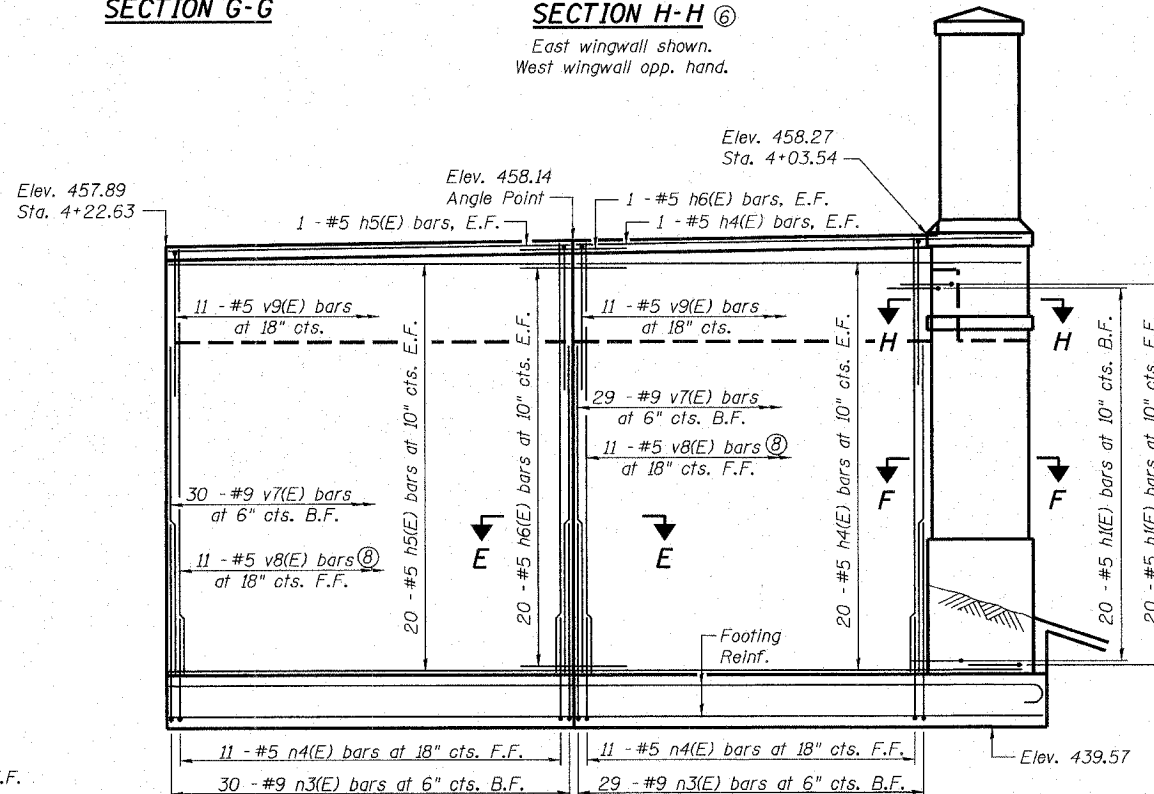 SECTION G-G
SECTION H-H ⑥
East wingwall shown.
West wingwall opp. hand.
Elev. 458.27
Sta. 4+03.54
Elev. 457.89
Sta. 4+22.63
Elev. 458.14
Angle Point
1 - #5 h6(E) bars, E.F.
1 - #5 h5(E) bars, E.F.
1 - #5 h4(E) bars, E.F.
11 - #5 v9(E) bars
at 18" cts.
11 - #5 v9(E) bars
at 18" cts.
H
H
29 - #9 v7(E) bars
at 6" cts. B.F.
11 - #5 v8(E) bars ⑧
at 18" cts. F.F.
F
F
30 - #9 v7(E) bars
at 6" cts. B.F.
11 - #5 v8(E) bars ⑧
at 18" cts. F.F.
E
E
20 - #5 h5(E) bars at 10" cts. E.F.
20 - #5 h6(E) bars at 10" cts. E.F.
20 - #5 h4(E) bars at 10" cts. E.F.
20 - #5 h1(E) bars at 10" cts. B.F.
20 - #5 h1(E) bars at 10" cts. F.F.
Footing
Reinf.
11 - #5 n4(E) bars at 18" cts. F.F.
11 - #5 n4(E) bars at 18" cts. F.F.
Elev. 439.57
30 - #9 n3(E) bars at 6" cts. B.F.
29 - #9 n3(E) bars at 6" cts. B.F.